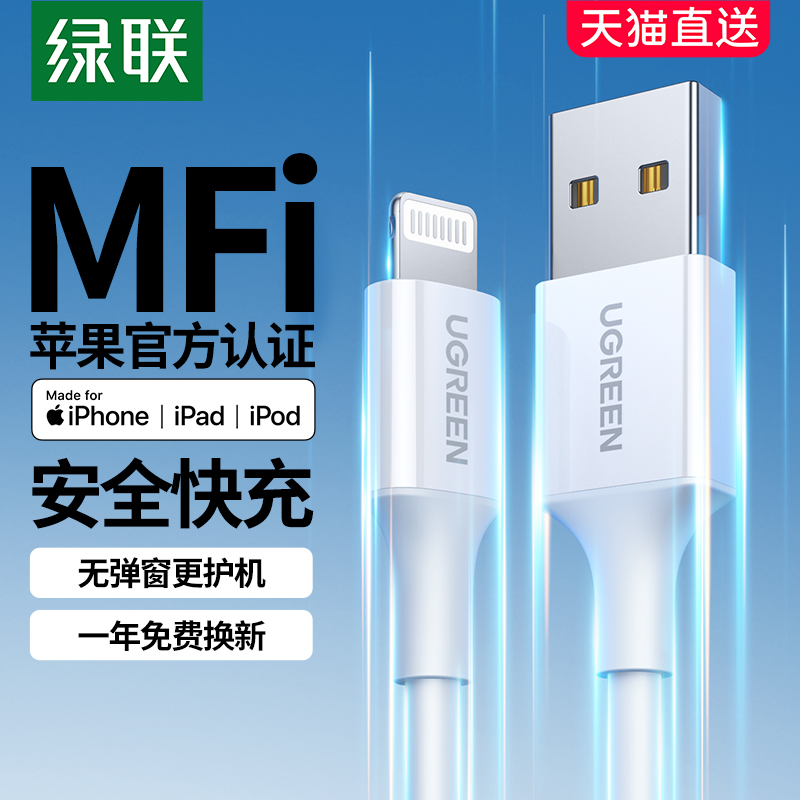 绿联
天猫直送
MFi
苹果官方认证
Made for
iPhone | iPad | iPod
安全快充
无弹窗更护机
一年免费换新
UGREEN
UGREEN